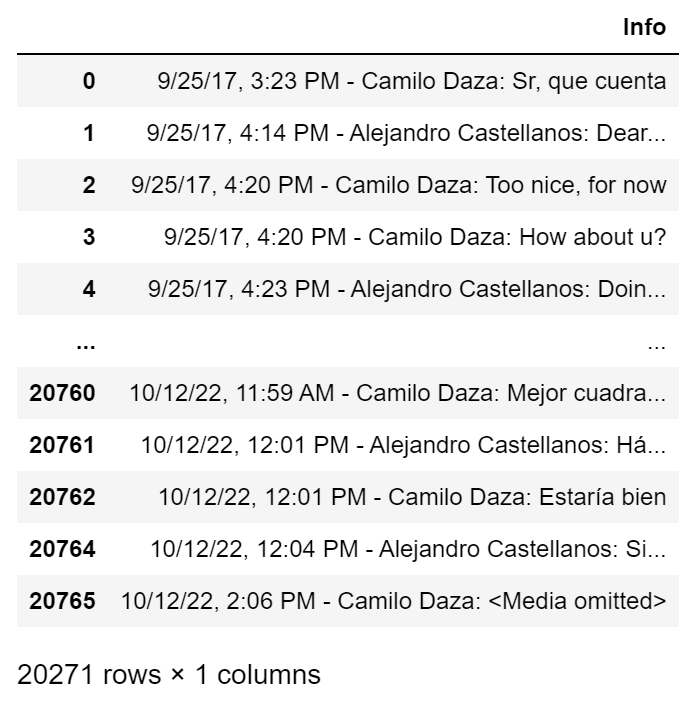 Info
0 9/25/17, 3:23 PM - Camilo Daza: Sr, que cuenta
1 9/25/17, 4:14 PM - Alejandro Castellanos: Dear...
2 9/25/17, 4:20 PM - Camilo Daza: Too nice, for now
3 9/25/17, 4:20 PM - Camilo Daza: How about u?
4 9/25/17, 4:23 PM - Alejandro Castellanos: Doin...
... ...
20760 10/12/22, 11:59 AM - Camilo Daza: Mejor cuadra...
20761 10/12/22, 12:01 PM - Alejandro Castellanos: Há...
20762 10/12/22, 12:01 PM - Camilo Daza: Estaría bien
20764 10/12/22, 12:04 PM - Alejandro Castellanos: Si...
20765 10/12/22, 2:06 PM - Camilo Daza: <Media omitted>
20271 rows × 1 columns